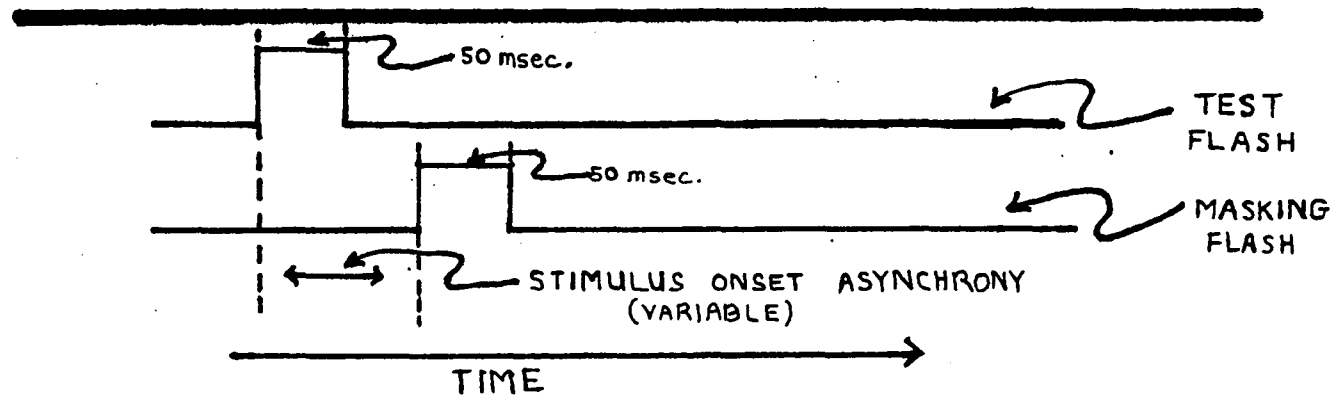 50 msec.
TEST
FLASH
50 msec.
MASKING
FLASH
STIMULUS ONSET ASYNCHRONY
(VARIABLE)
TIME